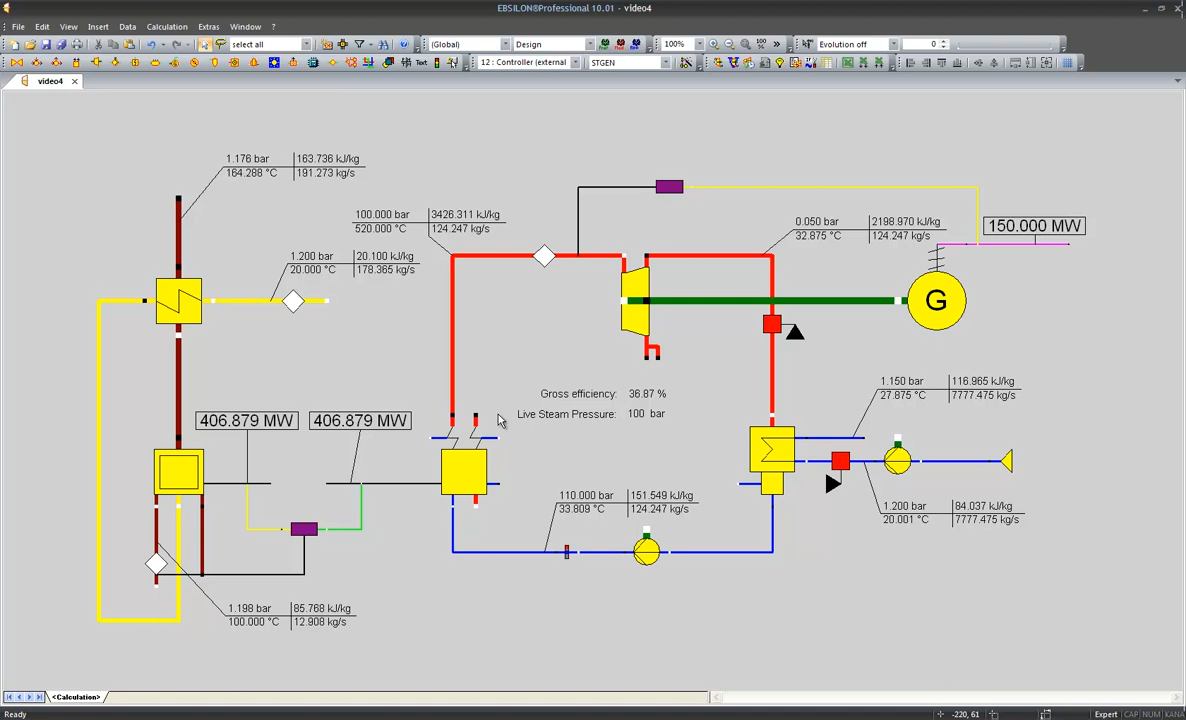 EBSILON®Professional 10.01 - video4
File Edit View Insert Data Calculation Extras Window ?
select all (Global) Design 100% Evolution off 0
Text 12 : Controller (external STGEN
video4
1.176 bar 163.736 kJ/kg
164.288 °C 191.273 kg/s
1.200 bar 20.100 kJ/kg
20.000 °C 178.365 kg/s
100.000 bar 3426.311 kJ/kg
520.000 °C 124.247 kg/s
0.050 bar 2198.970 kJ/kg
32.875 °C 124.247 kg/s
150.000 MW
G
Gross efficiency: 36.87 %
Live Steam Pressure: 100 bar
406.879 MW 406.879 MW
1.150 bar 116.965 kJ/kg
27.875 °C 7777.475 kg/s
110.000 bar 151.549 kJ/kg
33.809 °C 124.247 kg/s
1.200 bar 84.037 kJ/kg
20.001 °C 7777.475 kg/s
1.198 bar 85.768 kJ/kg
100.000 °C 12.908 kg/s
<Calculation>
Ready -220, 61 Expert CAP NUM KANA